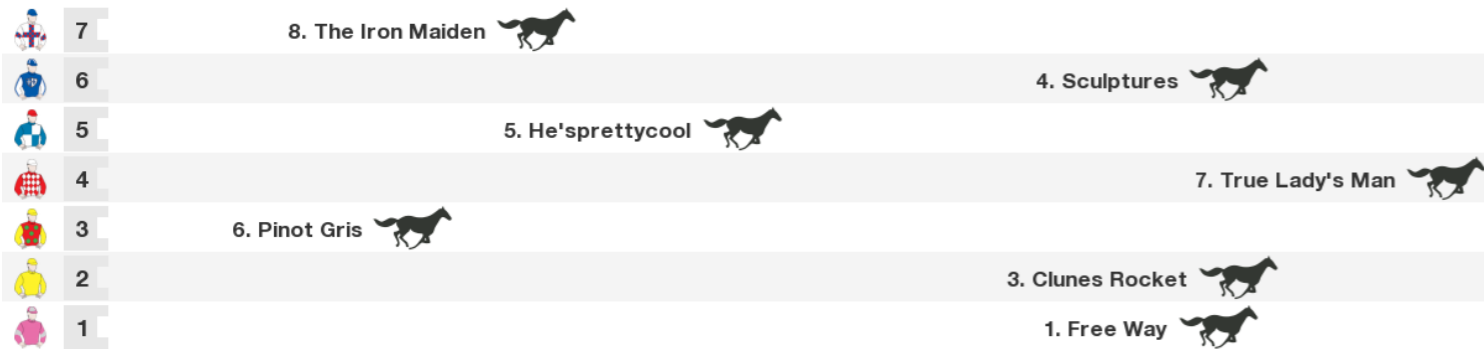 7 8. The Iron Maiden
6 4. Sculptures
5 5. He'sprettycool
4 7. True Lady's Man
3 6. Pinot Gris
2 3. Clunes Rocket
1 1. Free Way